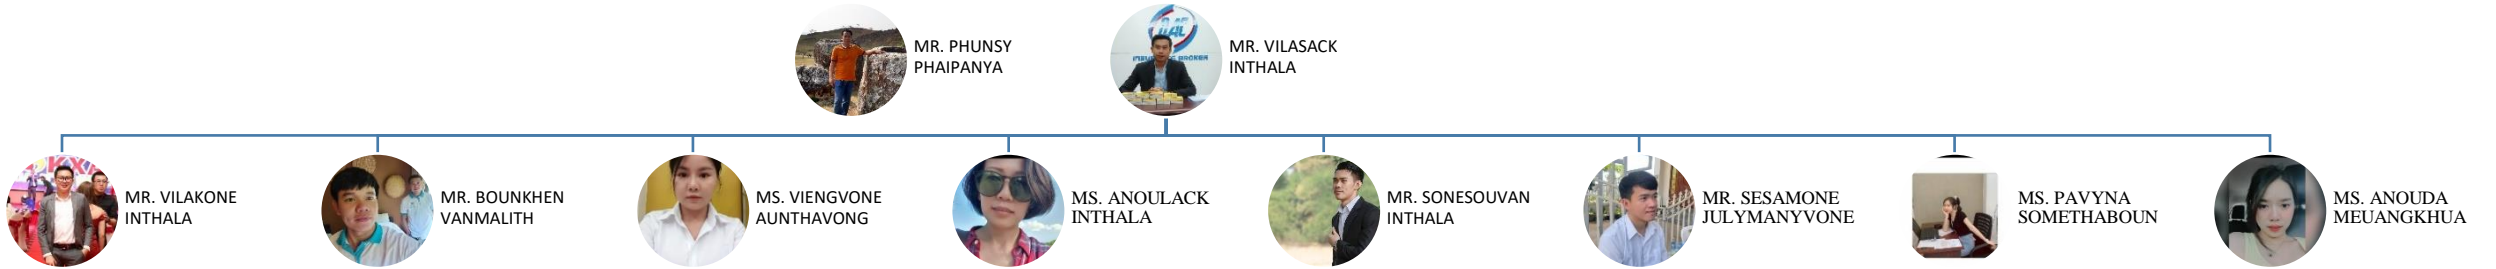 MR. PHUNSY
PHAIPANYA
MR. VILASACK
INTHALA
MR. VILAKONE
INTHALA
MR. BOUNKHEN
VANMALITH
MS. VIENGVONE
AUNTHAVONG
MS. ANOULACK
INTHALA
MR. SONESOUVAN
INTHALA
MR. SESAMONE
JULYMANYVONE
MS. PAVYNA
SOMETHABOUN
MS. ANOUDA
MEUANGKHUA